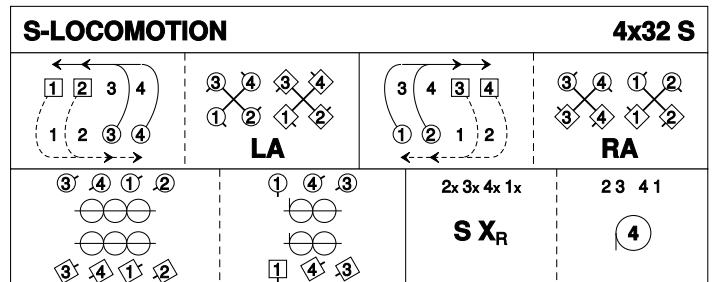 S-LOCOMOTION 4x32 S
1 2 3 4
1 2 3 4
3 4 3 4
1 2 1 2
LA
3 4 3 4
1 2 1 2
3 4 1 2
3 4 1 2
RA
3 4 1 2
3 4 1 2
1 4 3
1 4 3
2x 3x 4x 1x
S XR
2 3 4 1
4